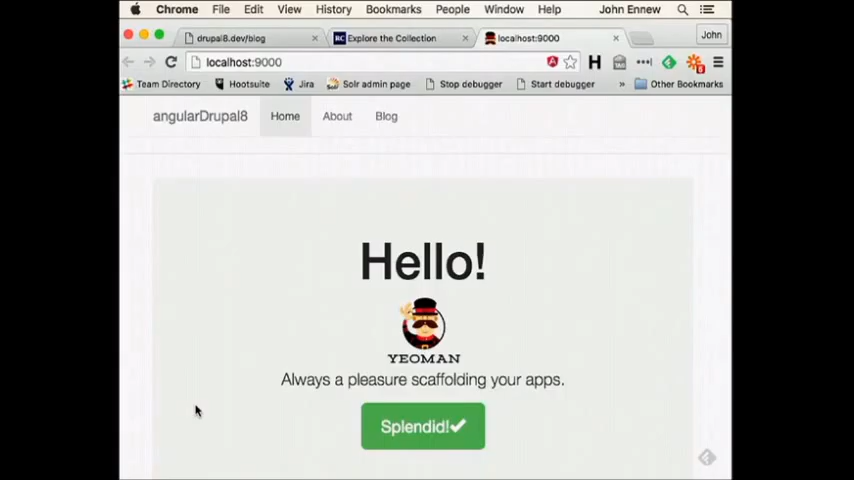 Chrome File Edit View History Bookmarks People Window Help John Ennew
drupal8.dev/blog RC Explore the Collection localhost:9000 John
localhost:9000 H
Team Directory Hootsuite Jira Solr admin page Stop debugger Start debugger » Other Bookmarks
angularDrupal8 Home About Blog
Hello!
YEOMAN
Always a pleasure scaffolding your apps.
Splendid!